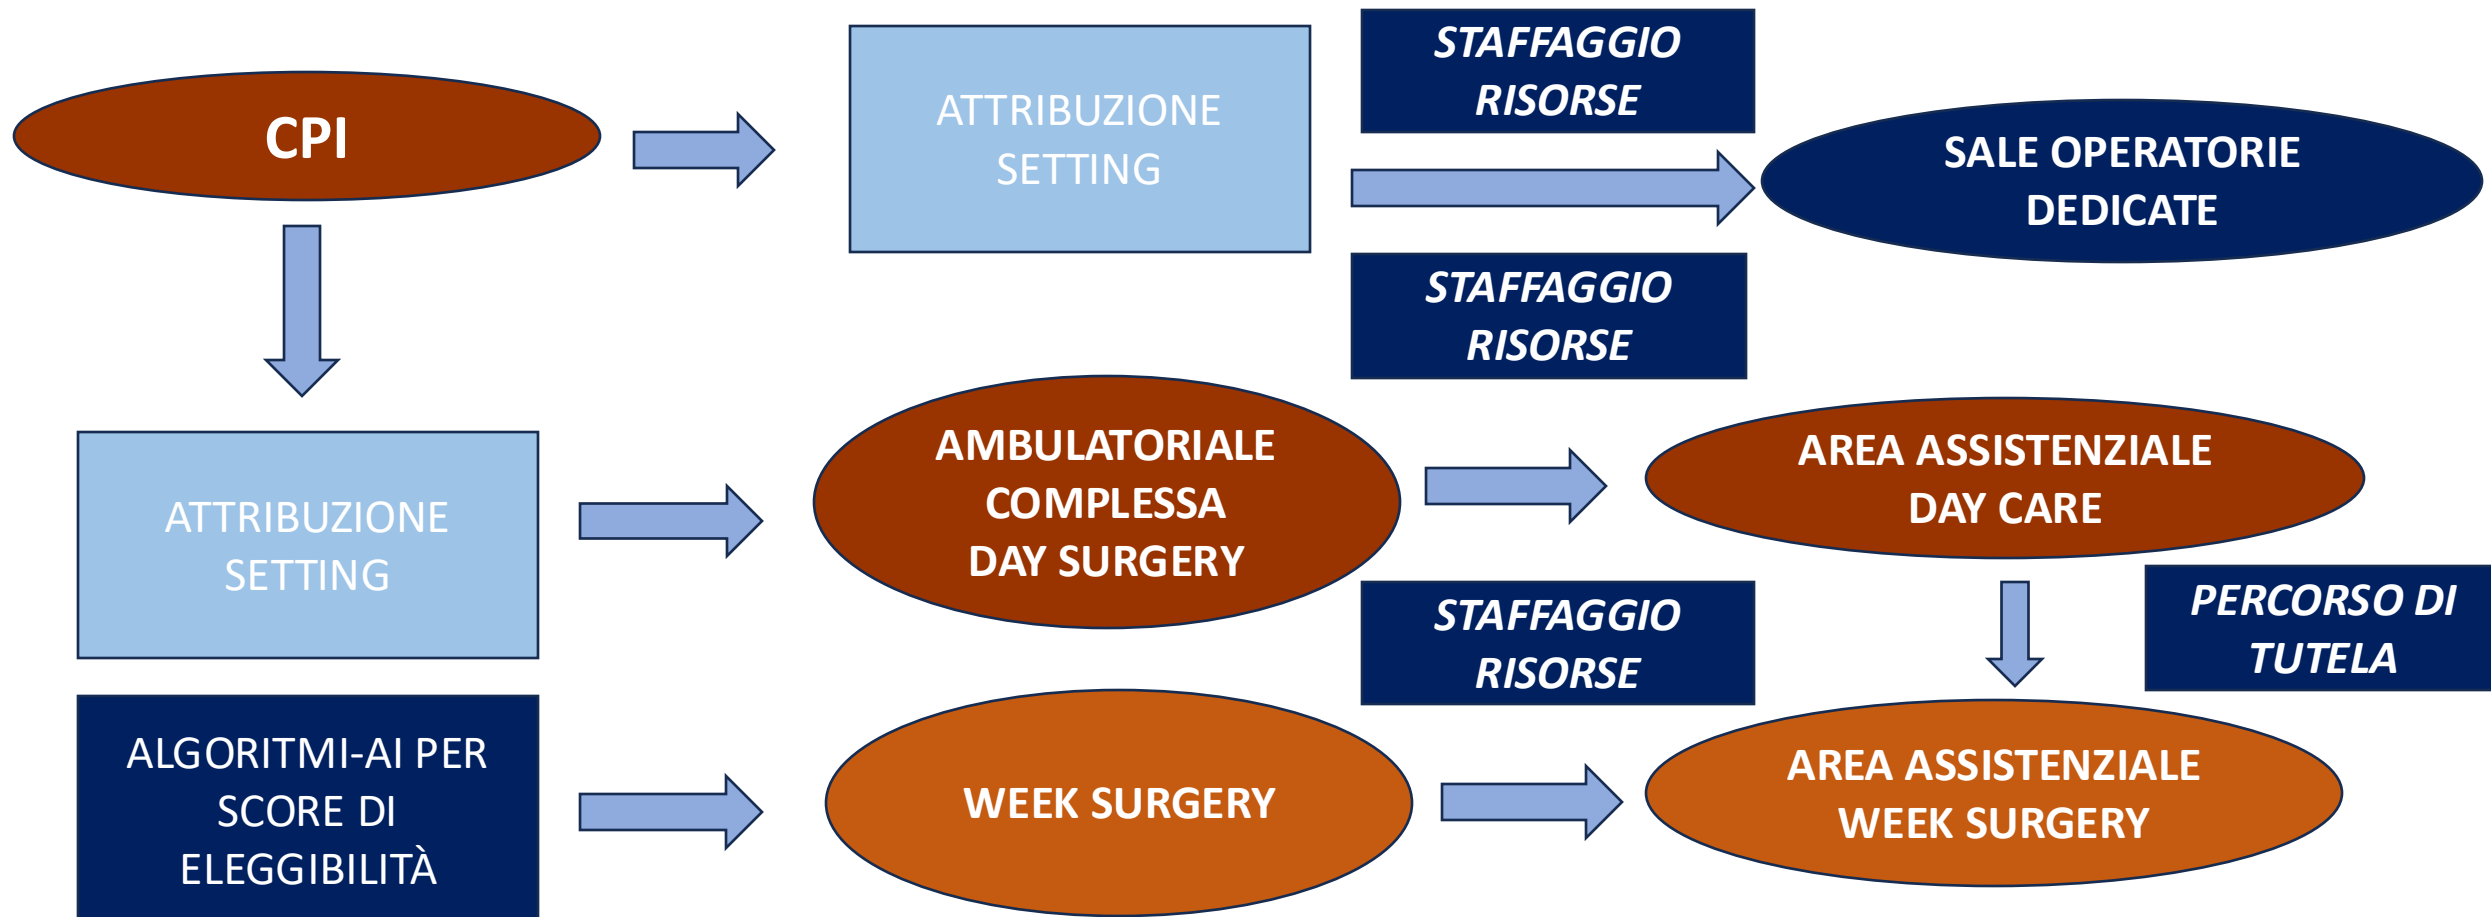 CPI
ATTRIBUZIONE
SETTING
STAFFAGGIO
RISORSE
SALE OPERATORIE
DEDICATE
STAFFAGGIO
RISORSE
ATTRIBUZIONE
SETTING
AMBULATORIALE
COMPLESSA
DAY SURGERY
AREA ASSISTENZIALE
DAY CARE
STAFFAGGIO
RISORSE
PERCORSO DI
TUTELA
ALGORITMI-AI PER
SCORE DI
ELEGGIBILITÀ
WEEK SURGERY
AREA ASSISTENZIALE
WEEK SURGERY